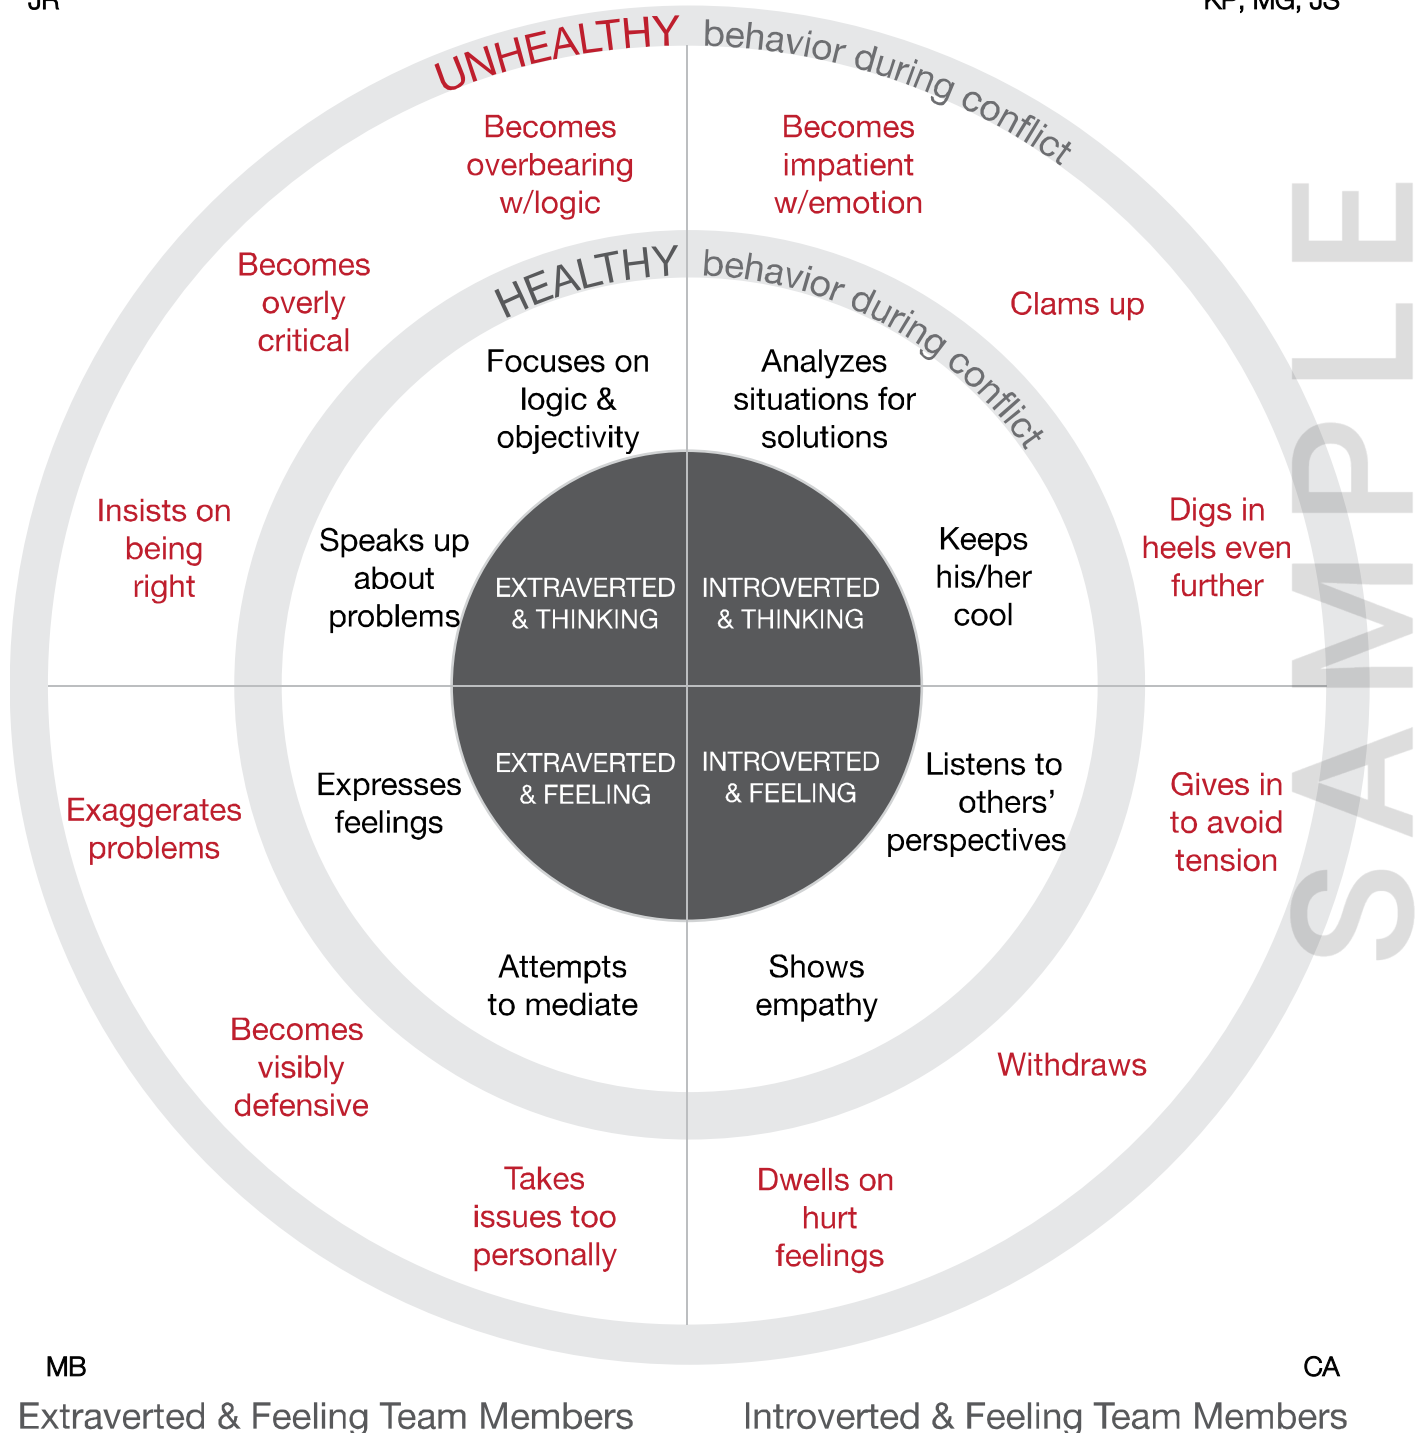 JR
KP, MG, JS
UNHEALTHY behavior during conflict
Becomes
overbearing
w/logic
Becomes
impatient
w/emotion
Becomes
overly
critical
Clams up
Insists on
being
right
Digs in
heels even
further
HEALTHY behavior during conflict
Focuses on
logic &
objectivity
Analyzes
situations for
solutions
Speaks up
about
problems
Keeps
his/her
cool
EXTRAVERTED
& THINKING
INTROVERTED
& THINKING
EXTRAVERTED
& FEELING
INTROVERTED
& FEELING
Expresses
feelings
Listens to
others’
perspectives
Attempts
to mediate
Shows
empathy
Exaggerates
problems
Gives in
to avoid
tension
Becomes
visibly
defensive
Withdraws
Takes
issues too
personally
Dwells on
hurt
feelings
SAMPLE
MB
CA
Extraverted & Feeling Team Members
Introverted & Feeling Team Members